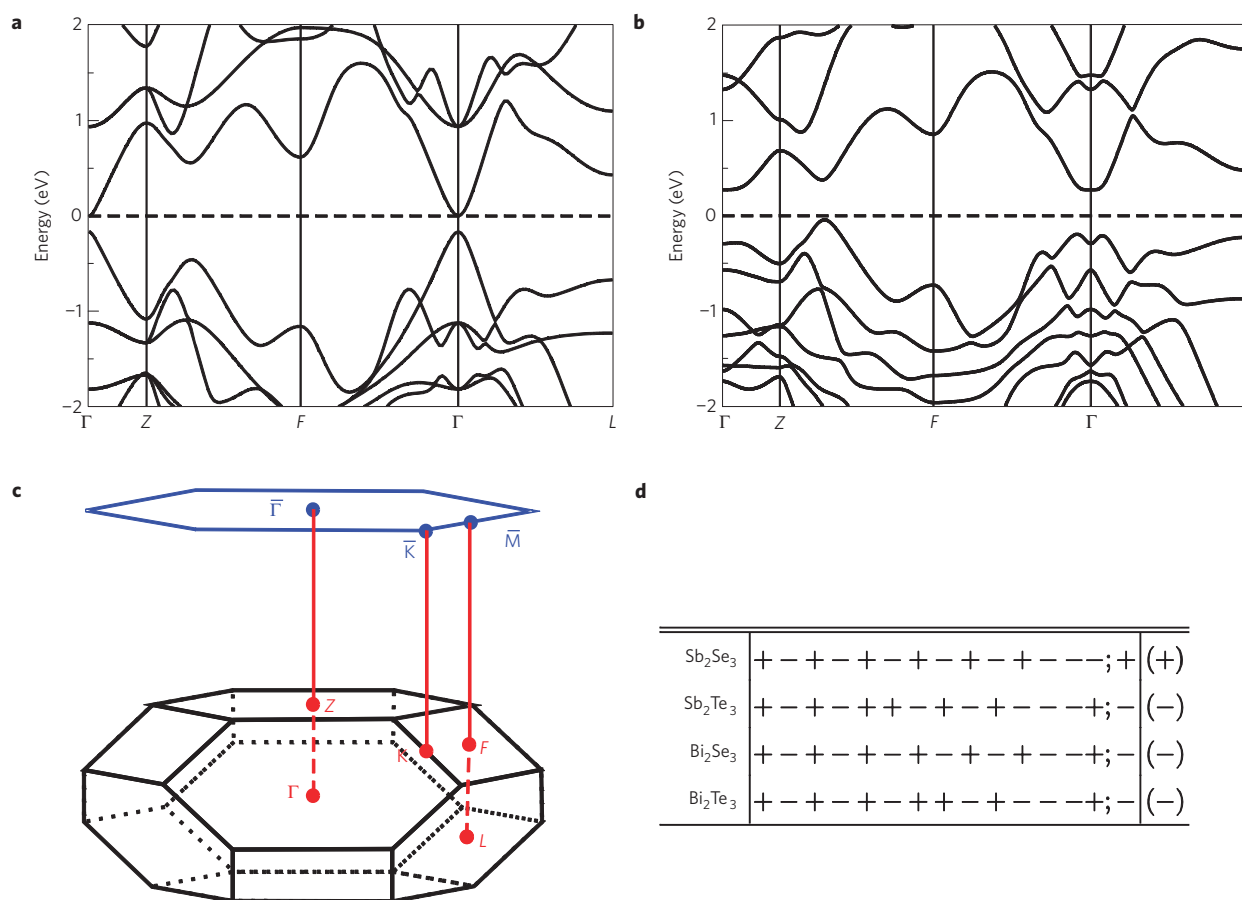 a
b
2
1
0
−1
−2
Energy (eV)
Γ Z F Γ L
2
1
0
−1
−2
Energy (eV)
Γ Z F Γ
c
d
Γ̅
K̅
M̅
Z
K
F
Γ
L
Sb₂Se₃ + − + − + − + − + − + − − −; + (+)
Sb₂Te₃ + − + − + + − + − + − − − +; − (−)
Bi₂Se₃ + − + − + − + − + − + − − +; − (−)
Bi₂Te₃ + − + − + − + + − + − − − +; − (−)